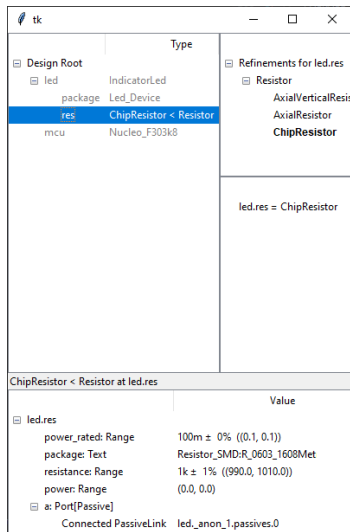 tk
Type
Design Root
led IndicatorLed
package Led_Device
res ChipResistor < Resistor
mcu Nucleo_F303k8
Refinements for led.res
Resistor
AxialVerticalResis
AxialResistor
ChipResistor
led.res = ChipResistor
ChipResistor < Resistor at led.res
Value
led.res
power_rated: Range 100m ± 0% ((0.1, 0.1))
package: Text Resistor_SMD:R_0603_1608Met
resistance: Range 1k ± 1% ((990.0, 1010.0))
power: Range (0.0, 0.0)
a: Port[Passive]
Connected PassiveLink led._anon_1.passives.0